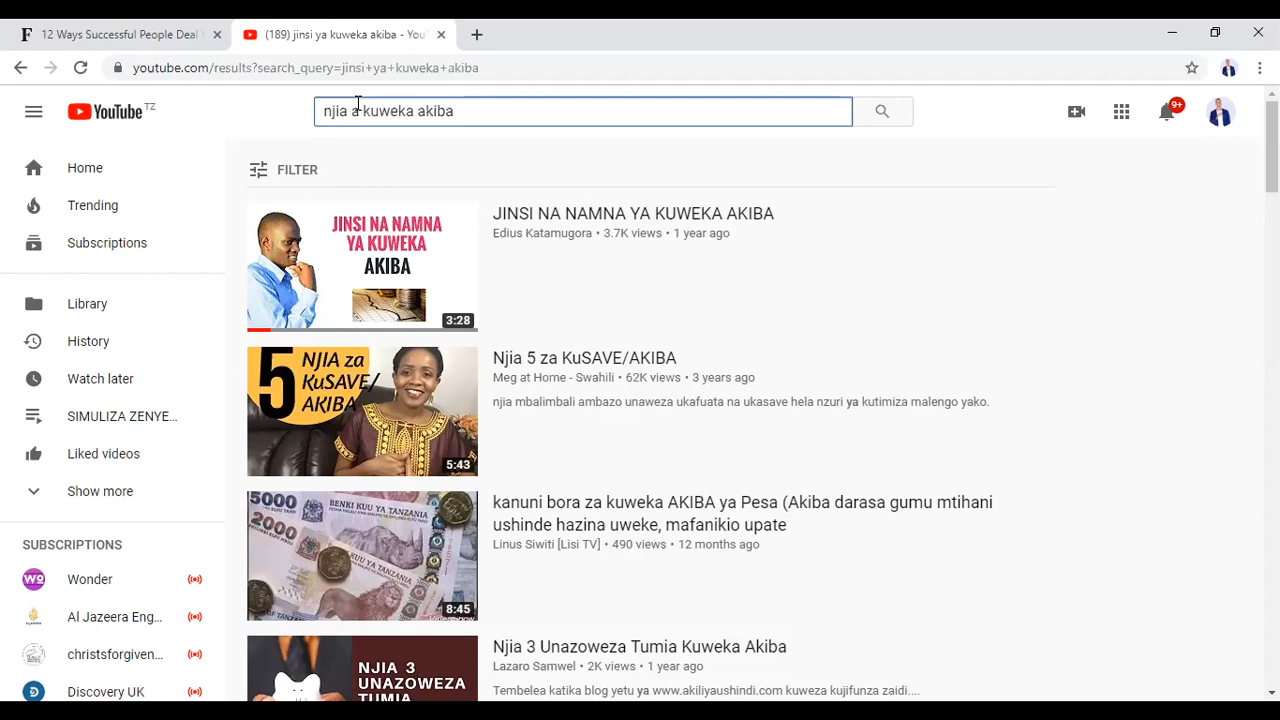 12 Ways Successful People Deal
(189) jinsi ya kuweka akiba - You
youtube.com/results?search_query=jinsi+ya+kuweka+akiba
YouTube TZ
njia a kuweka akiba
9+
Home
Trending
Subscriptions
Library
History
Watch later
SIMULIZA ZENYE...
Liked videos
Show more
SUBSCRIPTIONS
Wonder
Al Jazeera Eng...
christsforgiven...
Discovery UK
FILTER
JINSI NA NAMNA
YA KUWEKA
AKIBA
3:28
JINSI NA NAMNA YA KUWEKA AKIBA
Edius Katamugora • 3.7K views • 1 year ago
5 NJIA za
KuSAVE/
AKIBA
5:43
Njia 5 za KuSAVE/AKIBA
Meg at Home - Swahili • 62K views • 3 years ago
njia mbalimbali ambazo unaweza ukafuata na ukasave hela nzuri ya kutimiza malengo yako.
5000
BENKI KUU YA TANZANIA
2000
8:45
kanuni bora za kuweka AKIBA ya Pesa (Akiba darasa gumu mtihani
ushinde hazina uweke, mafanikio upate
Linus Siwiti [Lisi TV] • 490 views • 12 months ago
NJIA 3
UNAZOWEZA
TUMIA
Njia 3 Unazoweza Tumia Kuweka Akiba
Lazaro Samwel • 2K views • 1 year ago
Tembelea katika blog yetu ya www.akiliyaushindi.com kuweza kujifunza zaidi....